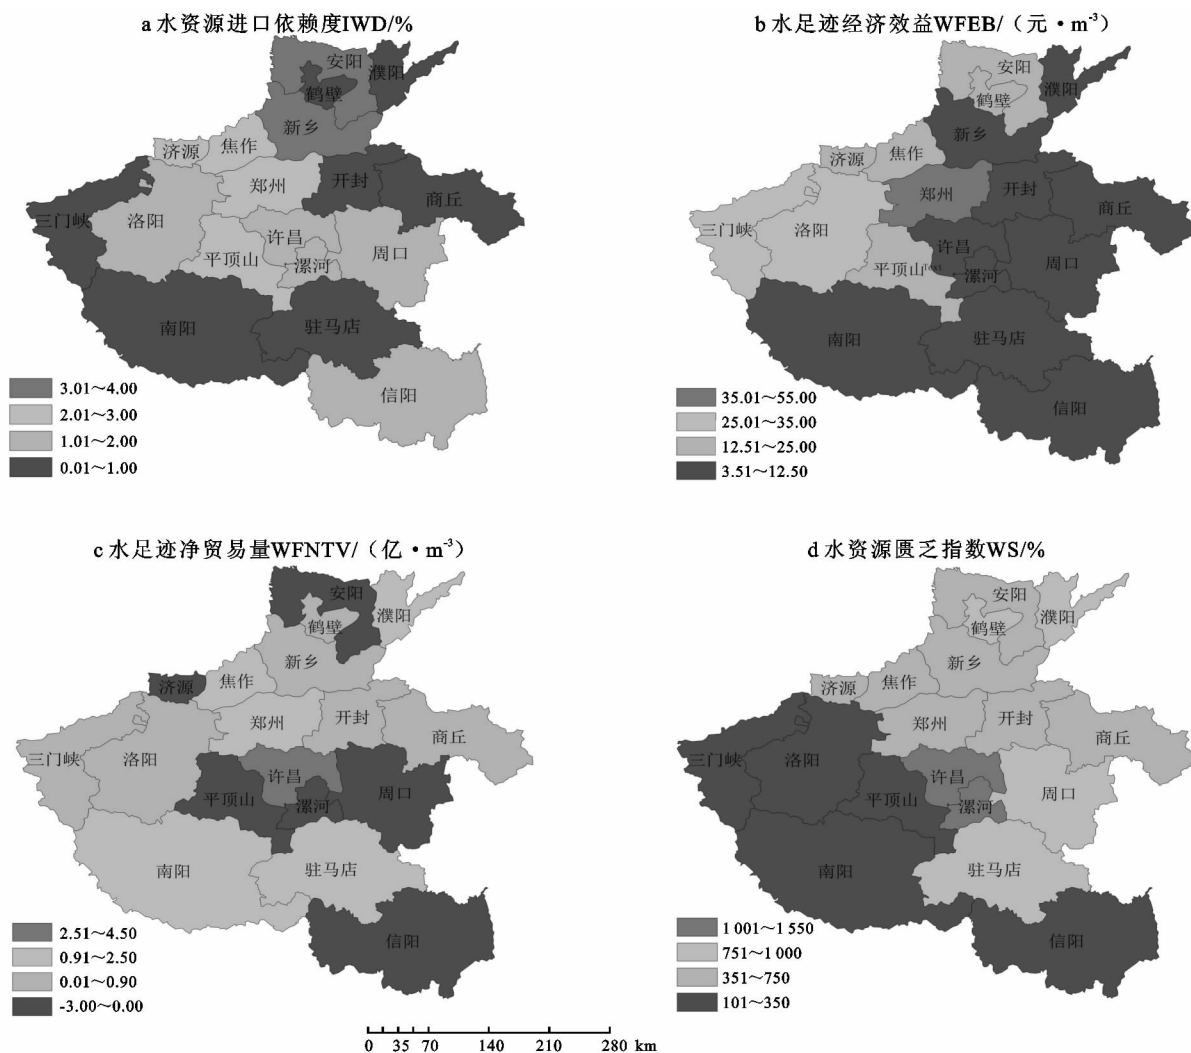 a 水资源进口依赖度IWD/%
安阳
濮阳
鹤壁
新乡
济源
焦作
郑州
开封
商丘
三门峡
洛阳
许昌
平顶山
漯河
周口
南阳
驻马店
信阳
3.01～4.00
2.01～3.00
1.01～2.00
0.01～1.00
b 水足迹经济效益WFEB/（元·m⁻³）
安阳
濮阳
鹤壁
新乡
济源
焦作
郑州
开封
商丘
三门峡
洛阳
许昌
平顶山
漯河
周口
南阳
驻马店
信阳
35.01～55.00
25.01～35.00
12.51～25.00
3.51～12.50
c 水足迹净贸易量WFNTV/（亿·m⁻³）
安阳
濮阳
鹤壁
新乡
济源
焦作
郑州
开封
商丘
三门峡
洛阳
许昌
平顶山
漯河
周口
南阳
驻马店
信阳
2.51～4.50
0.91～2.50
0.01～0.90
-3.00～0.00
d 水资源匮乏指数WS/%
安阳
濮阳
鹤壁
新乡
济源
焦作
郑州
开封
商丘
三门峡
洛阳
许昌
平顶山
漯河
周口
南阳
驻马店
信阳
1 001～1 550
751～1 000
351～750
101～350
0 35 70 140 210 280 km